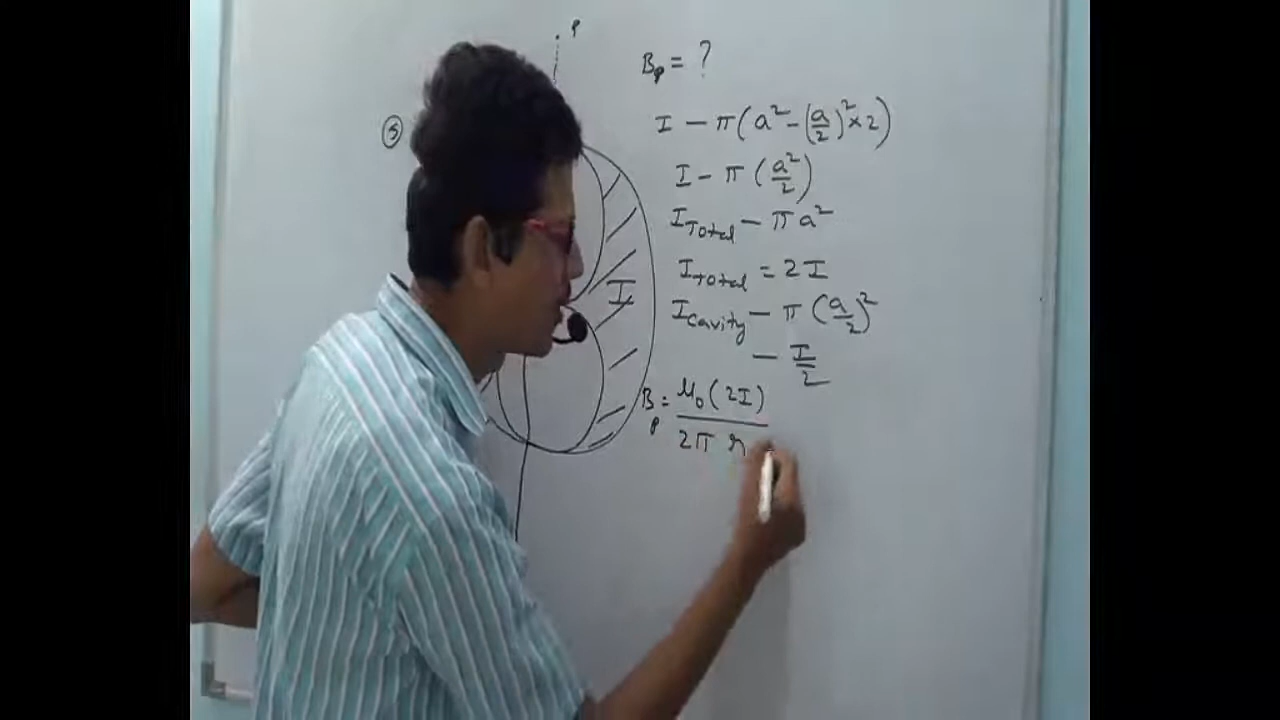 P
(3)
I
B_P = ?
I — π(a² - (a/2)² × 2)
I — π(a²/2)
I_Total — πa²
I_Total = 2I
I_Cavity — π(a/2)²
— I/2
B_P = μ₀(2I) / 2π r